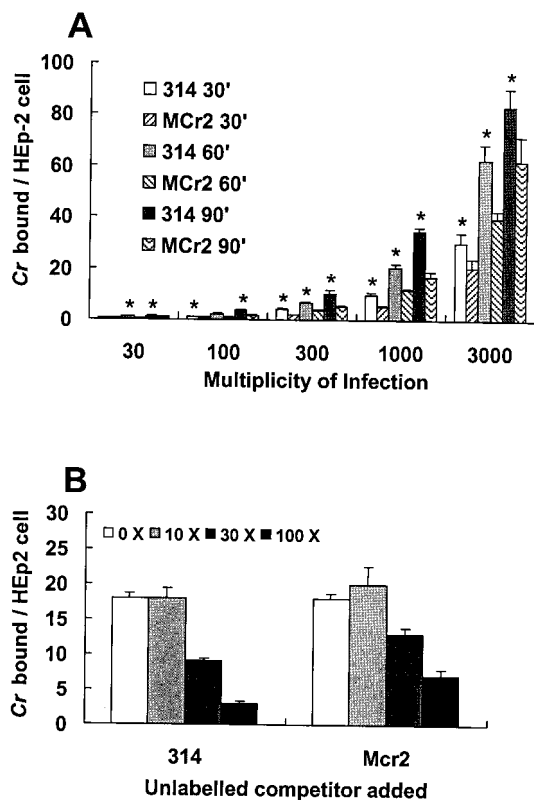 A
Cr bound / HEp-2 cell
100
80
60
40
20
0
314 30'
MCr2 30'
314 60'
MCr2 60'
314 90'
MCr2 90'
* * * * * * * * * * * * *
30 100 300 1000 3000
Multiplicity of Infection
B
Cr bound / HEp2 cell
30
25
20
15
10
5
0
0 X 10 X 30 X 100 X
314 Mcr2
Unlabelled competitor added